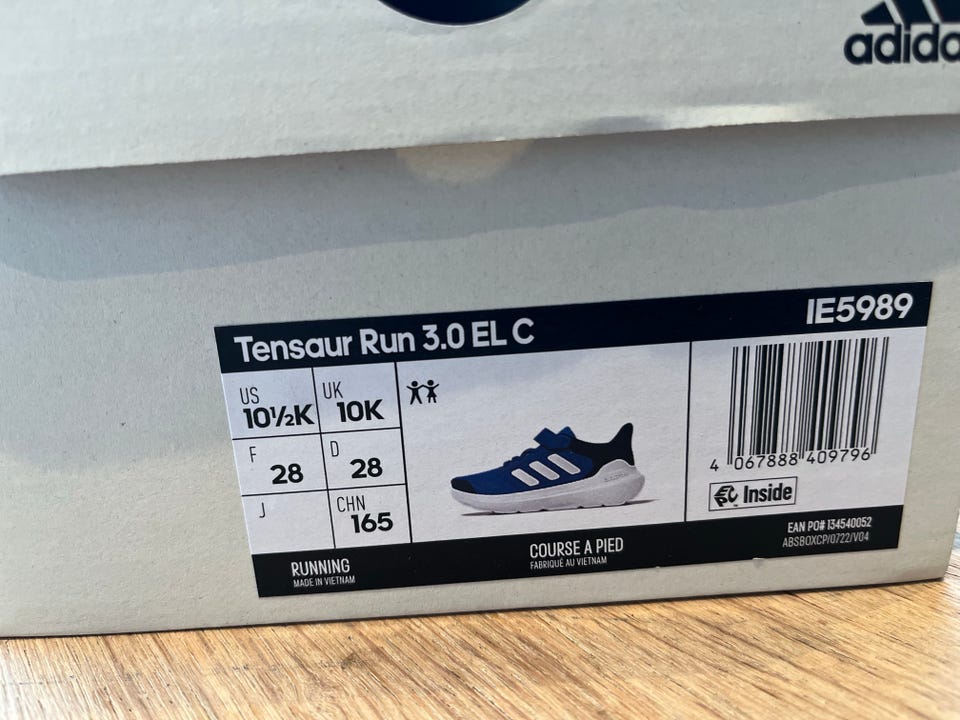 adida
Tensaur Run 3.0 EL C
IE5989
US
10½K
UK
10K
F
28
D
28
J
CHN
165
4 067888 409796
EPC Inside
RUNNING
MADE IN VIETNAM
COURSE A PIED
FABRIQUÉ AU VIETNAM
EAN PO# 134540052
ABSBOXCP/0722/V04